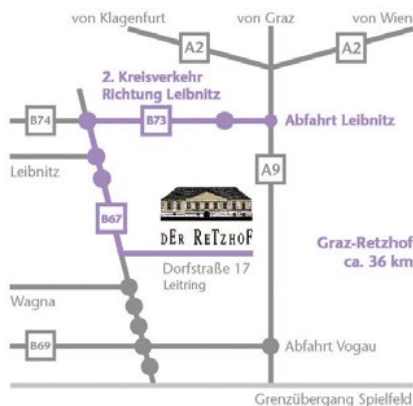 von Klagenfurt
von Graz
von Wien
A2
A2
2. Kreisverkehr
Richtung Leibnitz
B74
B73
Abfahrt Leibnitz
Leibnitz
A9
B67
DER RETZHOF
Graz-Retzhof
ca. 36 km
Dorfstraße 17
Leitring
Wagna
B69
Abfahrt Vogau
Grenzübergang Spielfeld